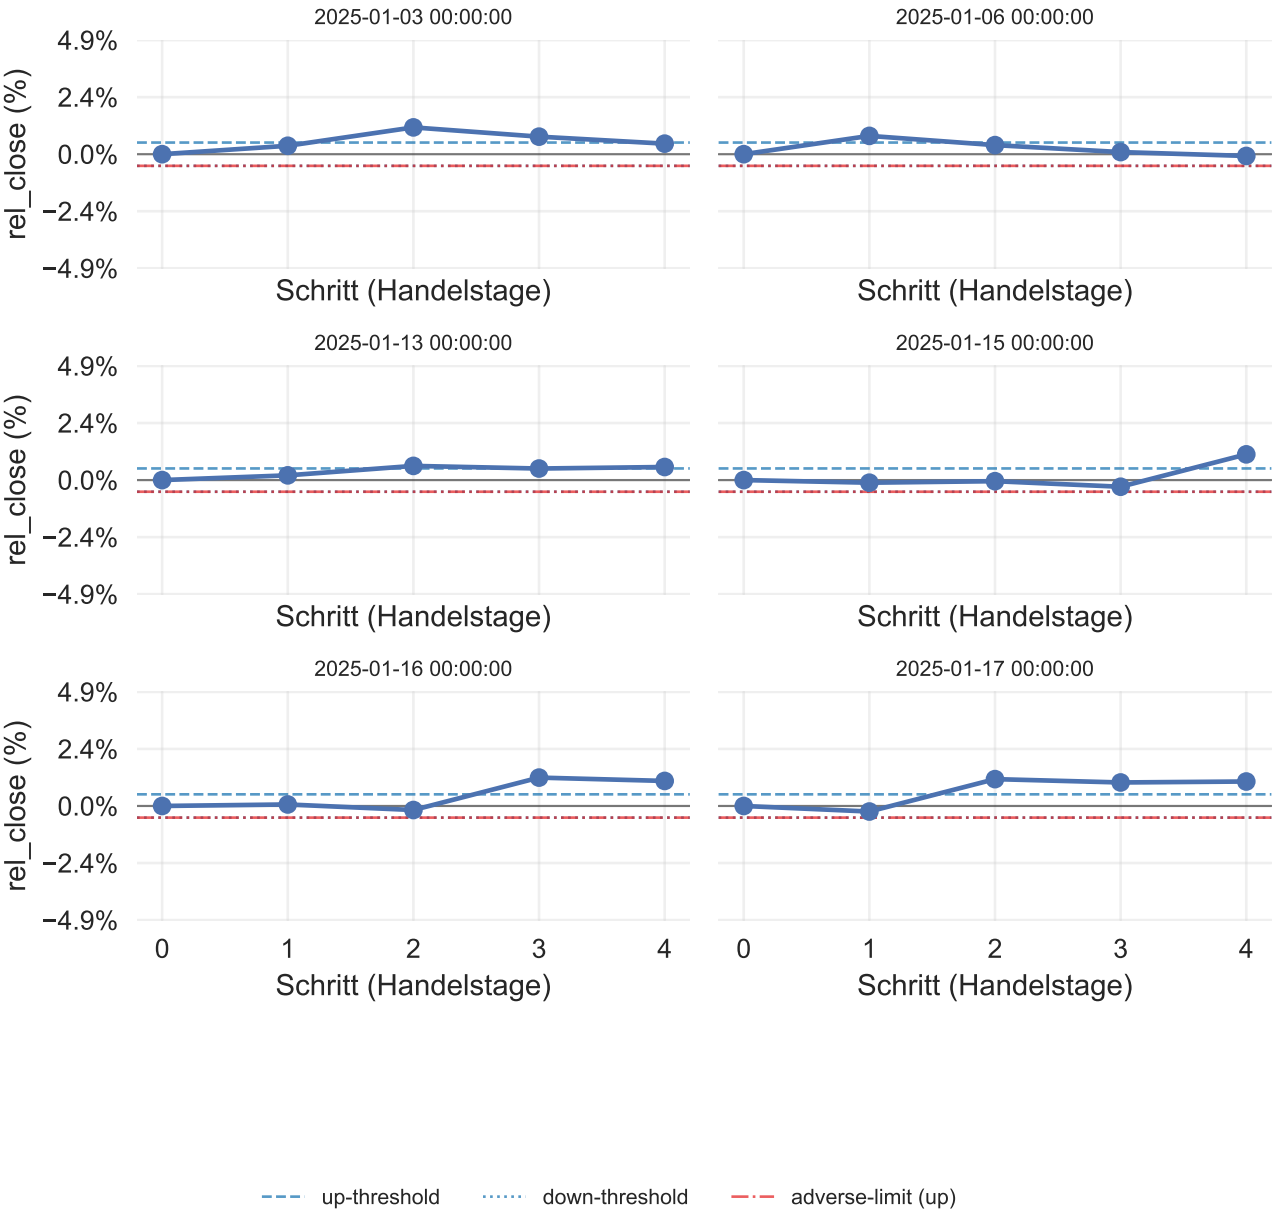 2025-01-03 00:00:00
2025-01-06 00:00:00
rel_close (%)
4.9%
2.4%
0.0%
−2.4%
−4.9%
Schritt (Handelstage)
Schritt (Handelstage)
2025-01-13 00:00:00
2025-01-15 00:00:00
rel_close (%)
4.9%
2.4%
0.0%
−2.4%
−4.9%
Schritt (Handelstage)
Schritt (Handelstage)
2025-01-16 00:00:00
2025-01-17 00:00:00
rel_close (%)
4.9%
2.4%
0.0%
−2.4%
−4.9%
0 1 2 3 4
0 1 2 3 4
Schritt (Handelstage)
Schritt (Handelstage)
up-threshold
down-threshold
adverse-limit (up)